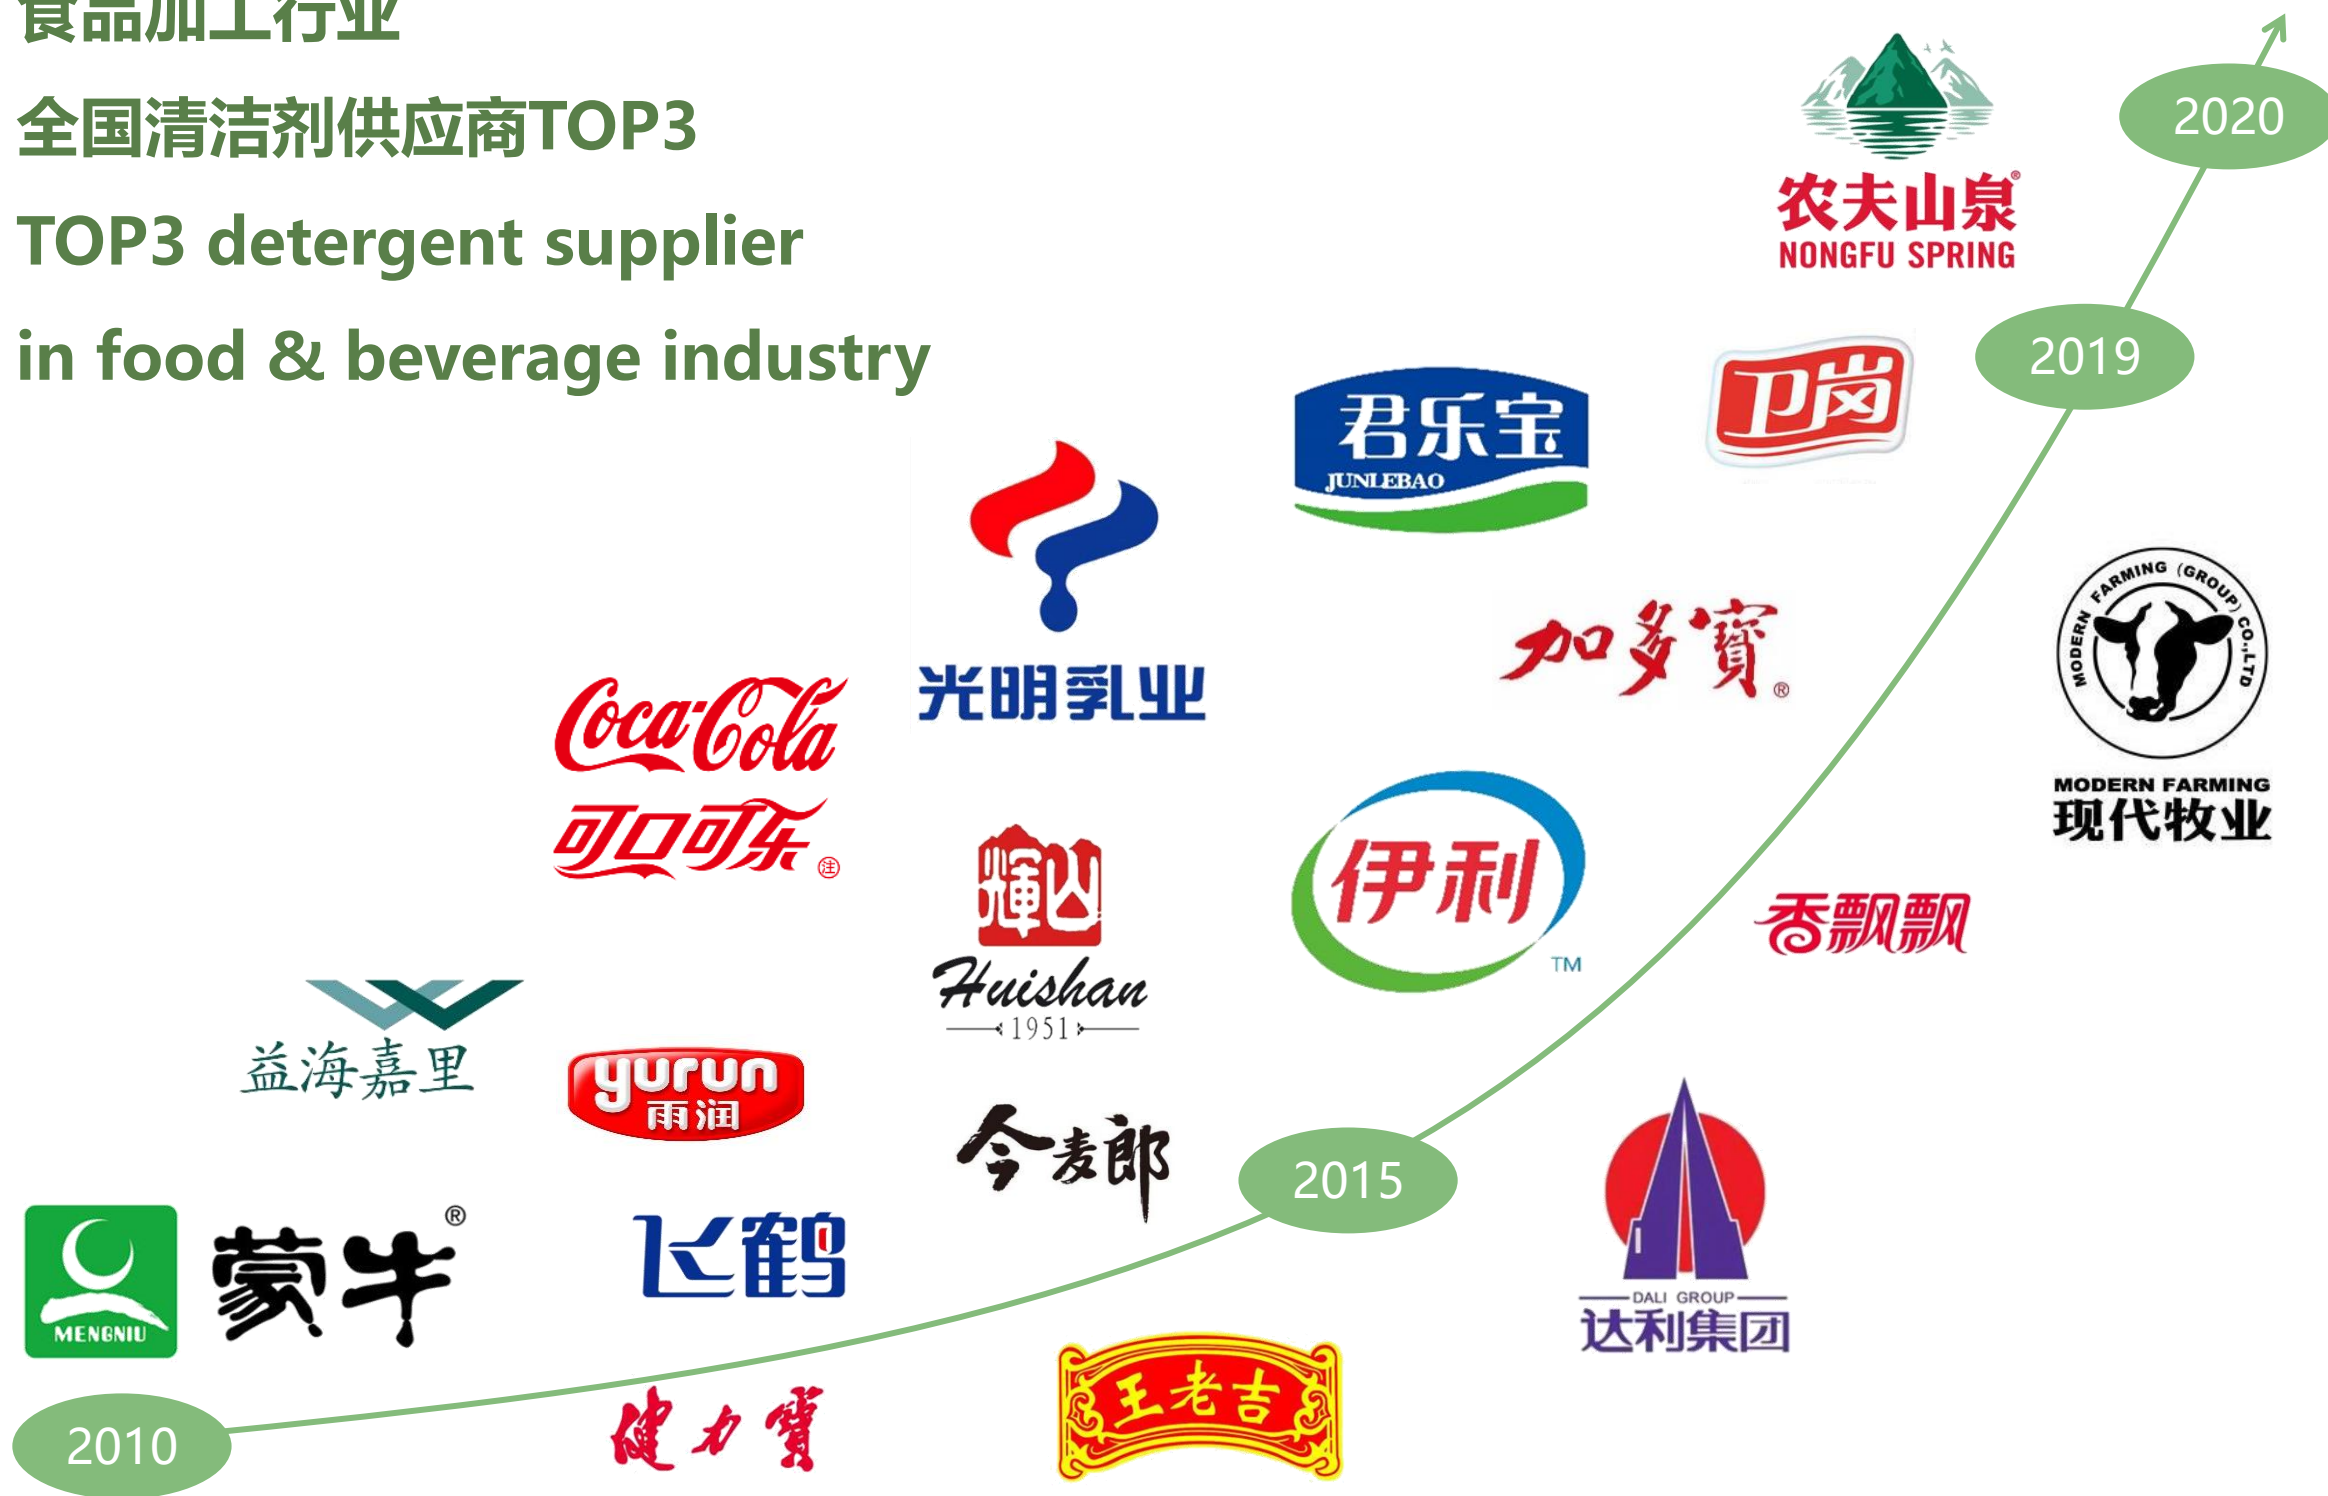 食品加工行业
全国清洁剂供应商TOP3
TOP3 detergent supplier
in food & beverage industry
农夫山泉®
NONGFU SPRING
2020
2019
卫岗
君乐宝
JUNLEBAO
光明乳业
加多寶®
MODERN FARMING (GROUP) CO.,LTD
MODERN FARMING
现代牧业
Coca-Cola
可口可乐 注
輝山
Huishan
1951
伊利
TM
香飘飘
益海嘉里
yurun
雨润
今麦郎
2015
MENGNIU
蒙牛®
飞鹤
DALI GROUP
达利集团
王老吉
健力寶
2010